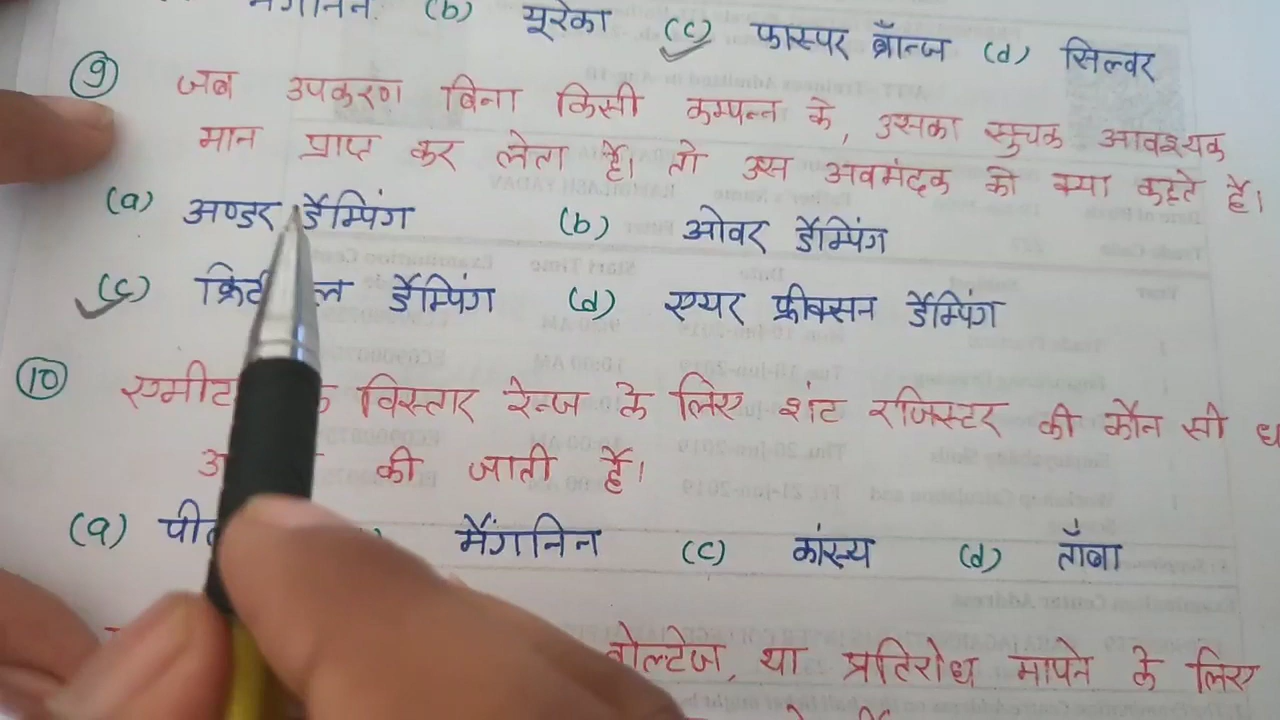 (b) यूरेका (c) फास्पर ब्रॉन्ज (d) सिल्वर
(9) जब उपकरण बिना किसी कम्पन्न के, उसका सुचक आवश्यक
मान प्राप्त कर लेता है। तो उस अवमंदक को क्या कहते है।
(a) अण्डर डैम्पिंग (b) ओवर डैम्पिंग
(c) डैम्पिंग (d) एयर फ्रीक्सन डैम्पिंग
(10) विस्तार रेन्ज के लिए शंट रजिस्टर की कौन सी
की जाती है।
(a) मैंगनिन (c) कांस्य (d) ताँबा
वोल्टेज, या प्रतिरोध मापने के लिए